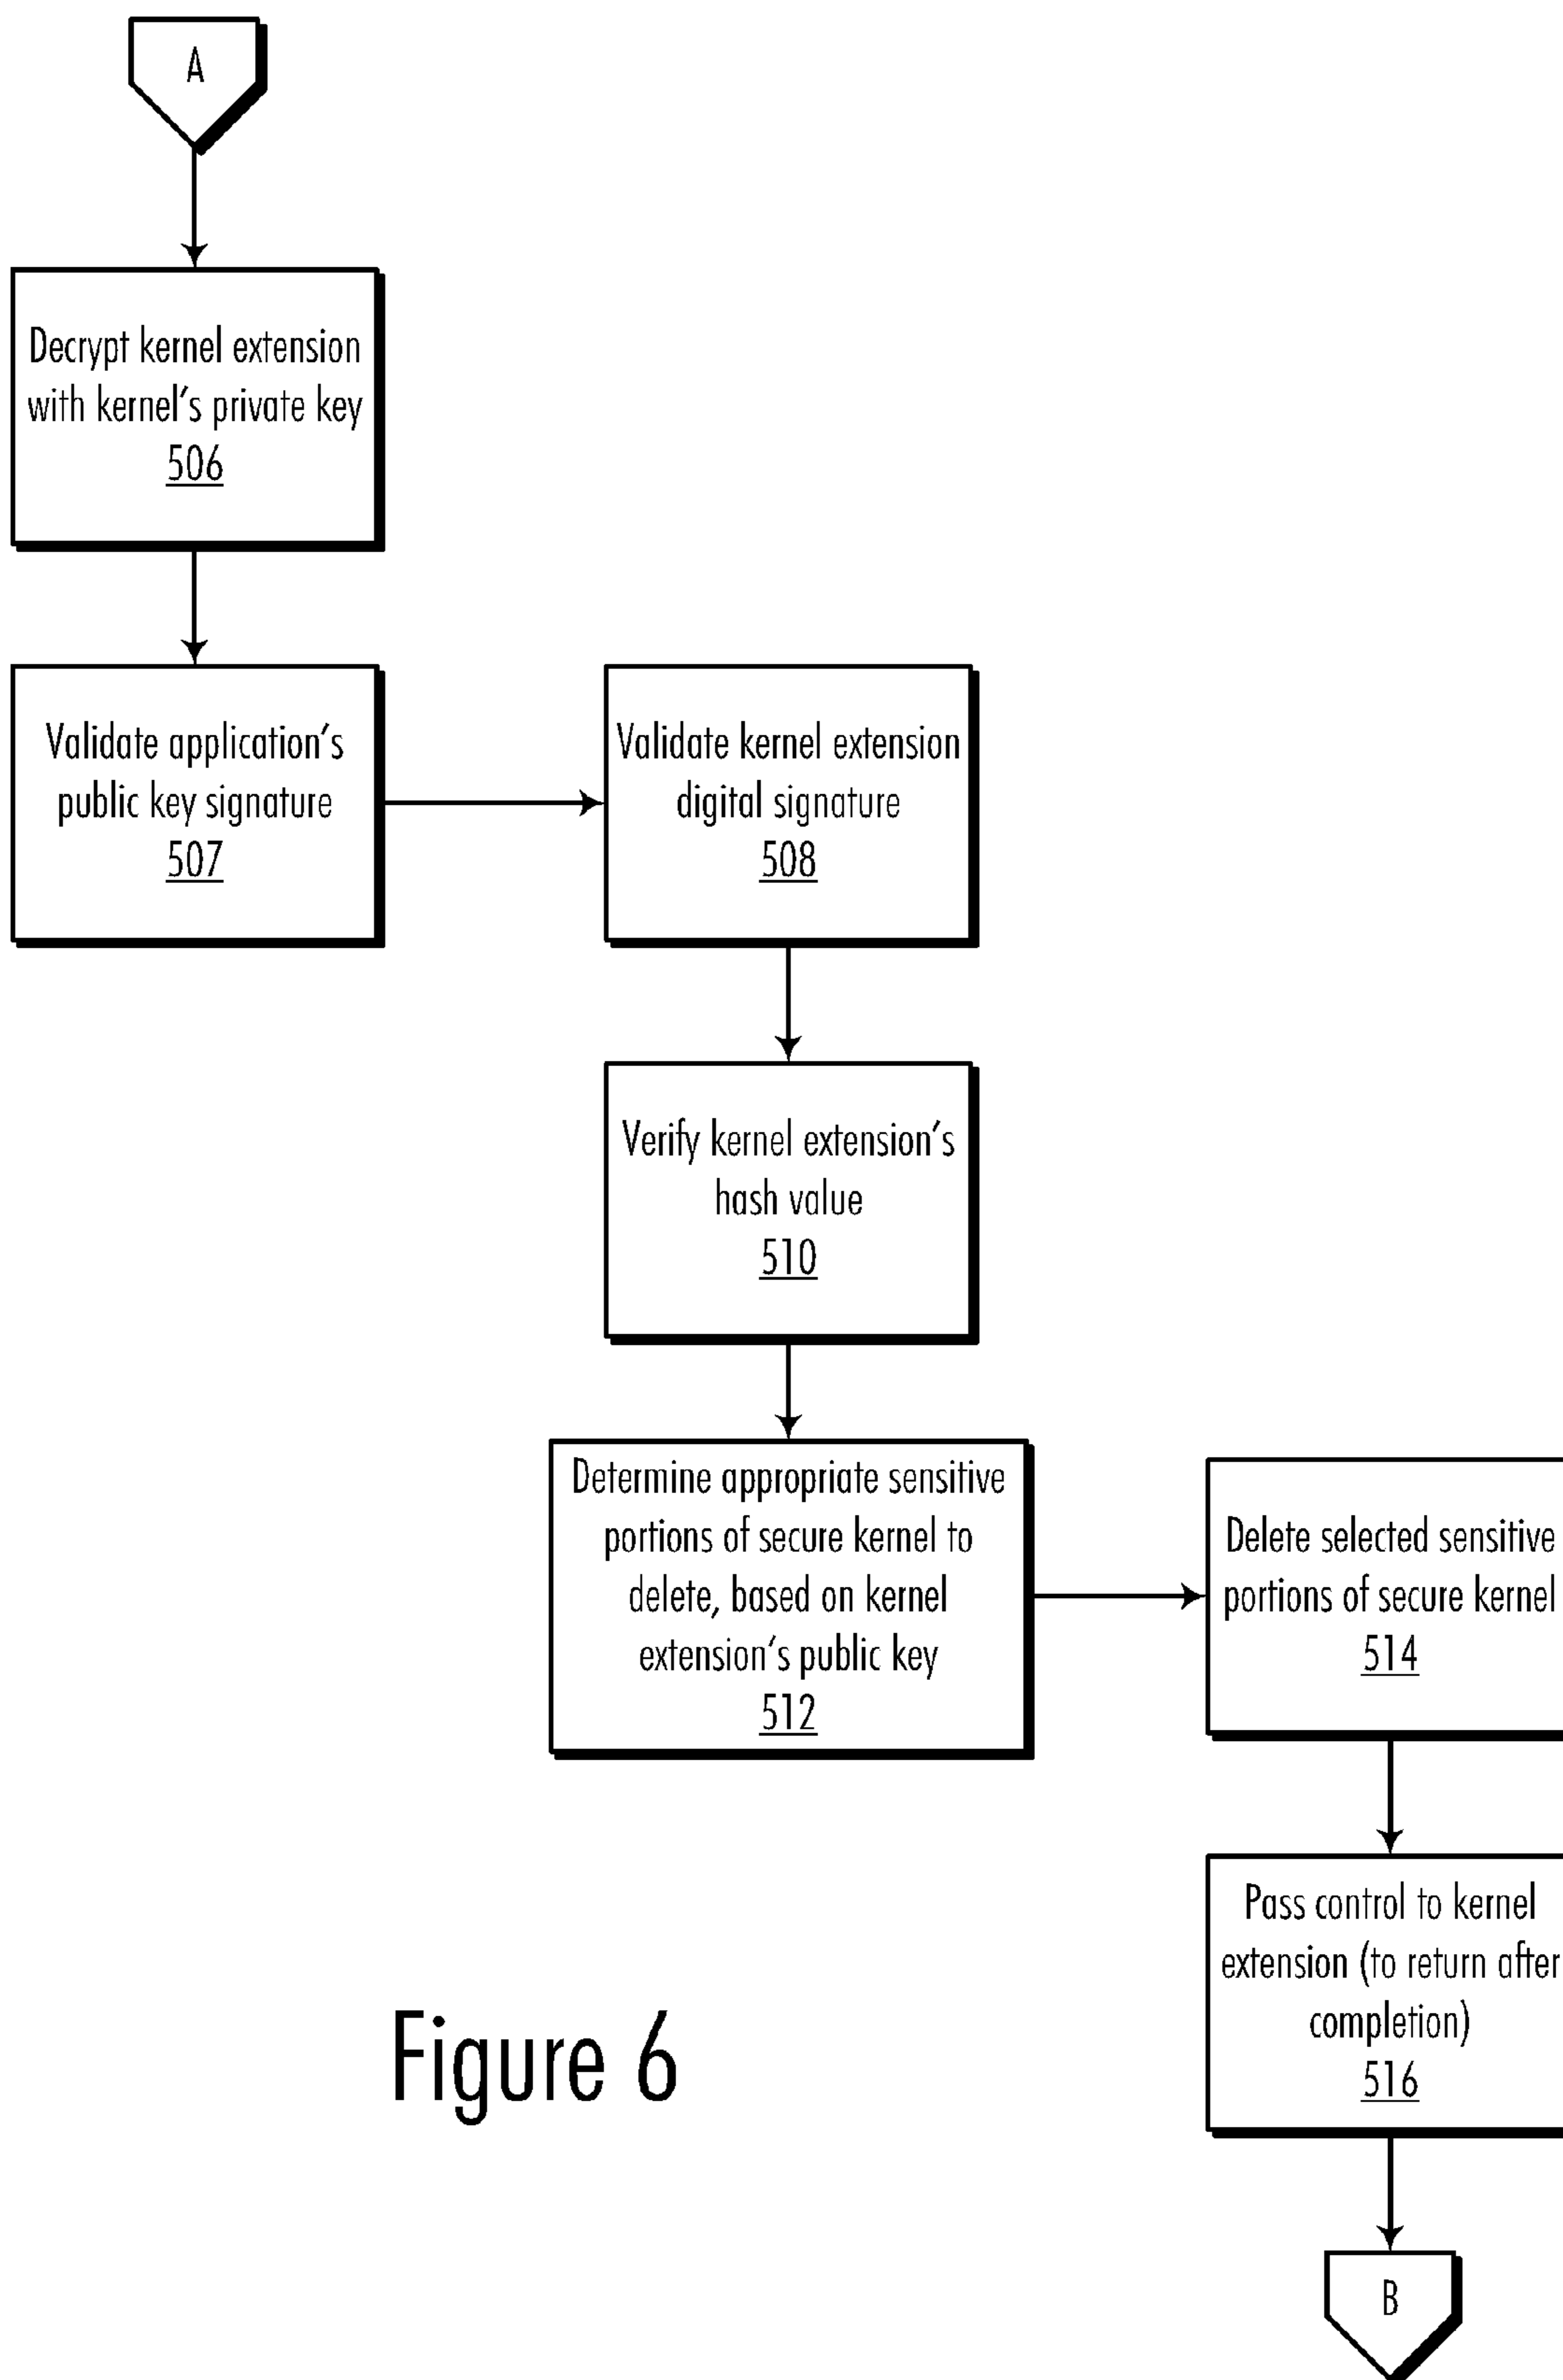 A
Decrypt kernel extension
with kernel's private key
506
Validate application's
public key signature
507
Validate kernel extension
digital signature
508
Verify kernel extension's
hash value
510
Determine appropriate sensitive
portions of secure kernel to
delete, based on kernel
extension's public key
512
Delete selected sensitive
portions of secure kernel
514
Pass control to kernel
extension (to return after
completion)
516
B
Figure 6